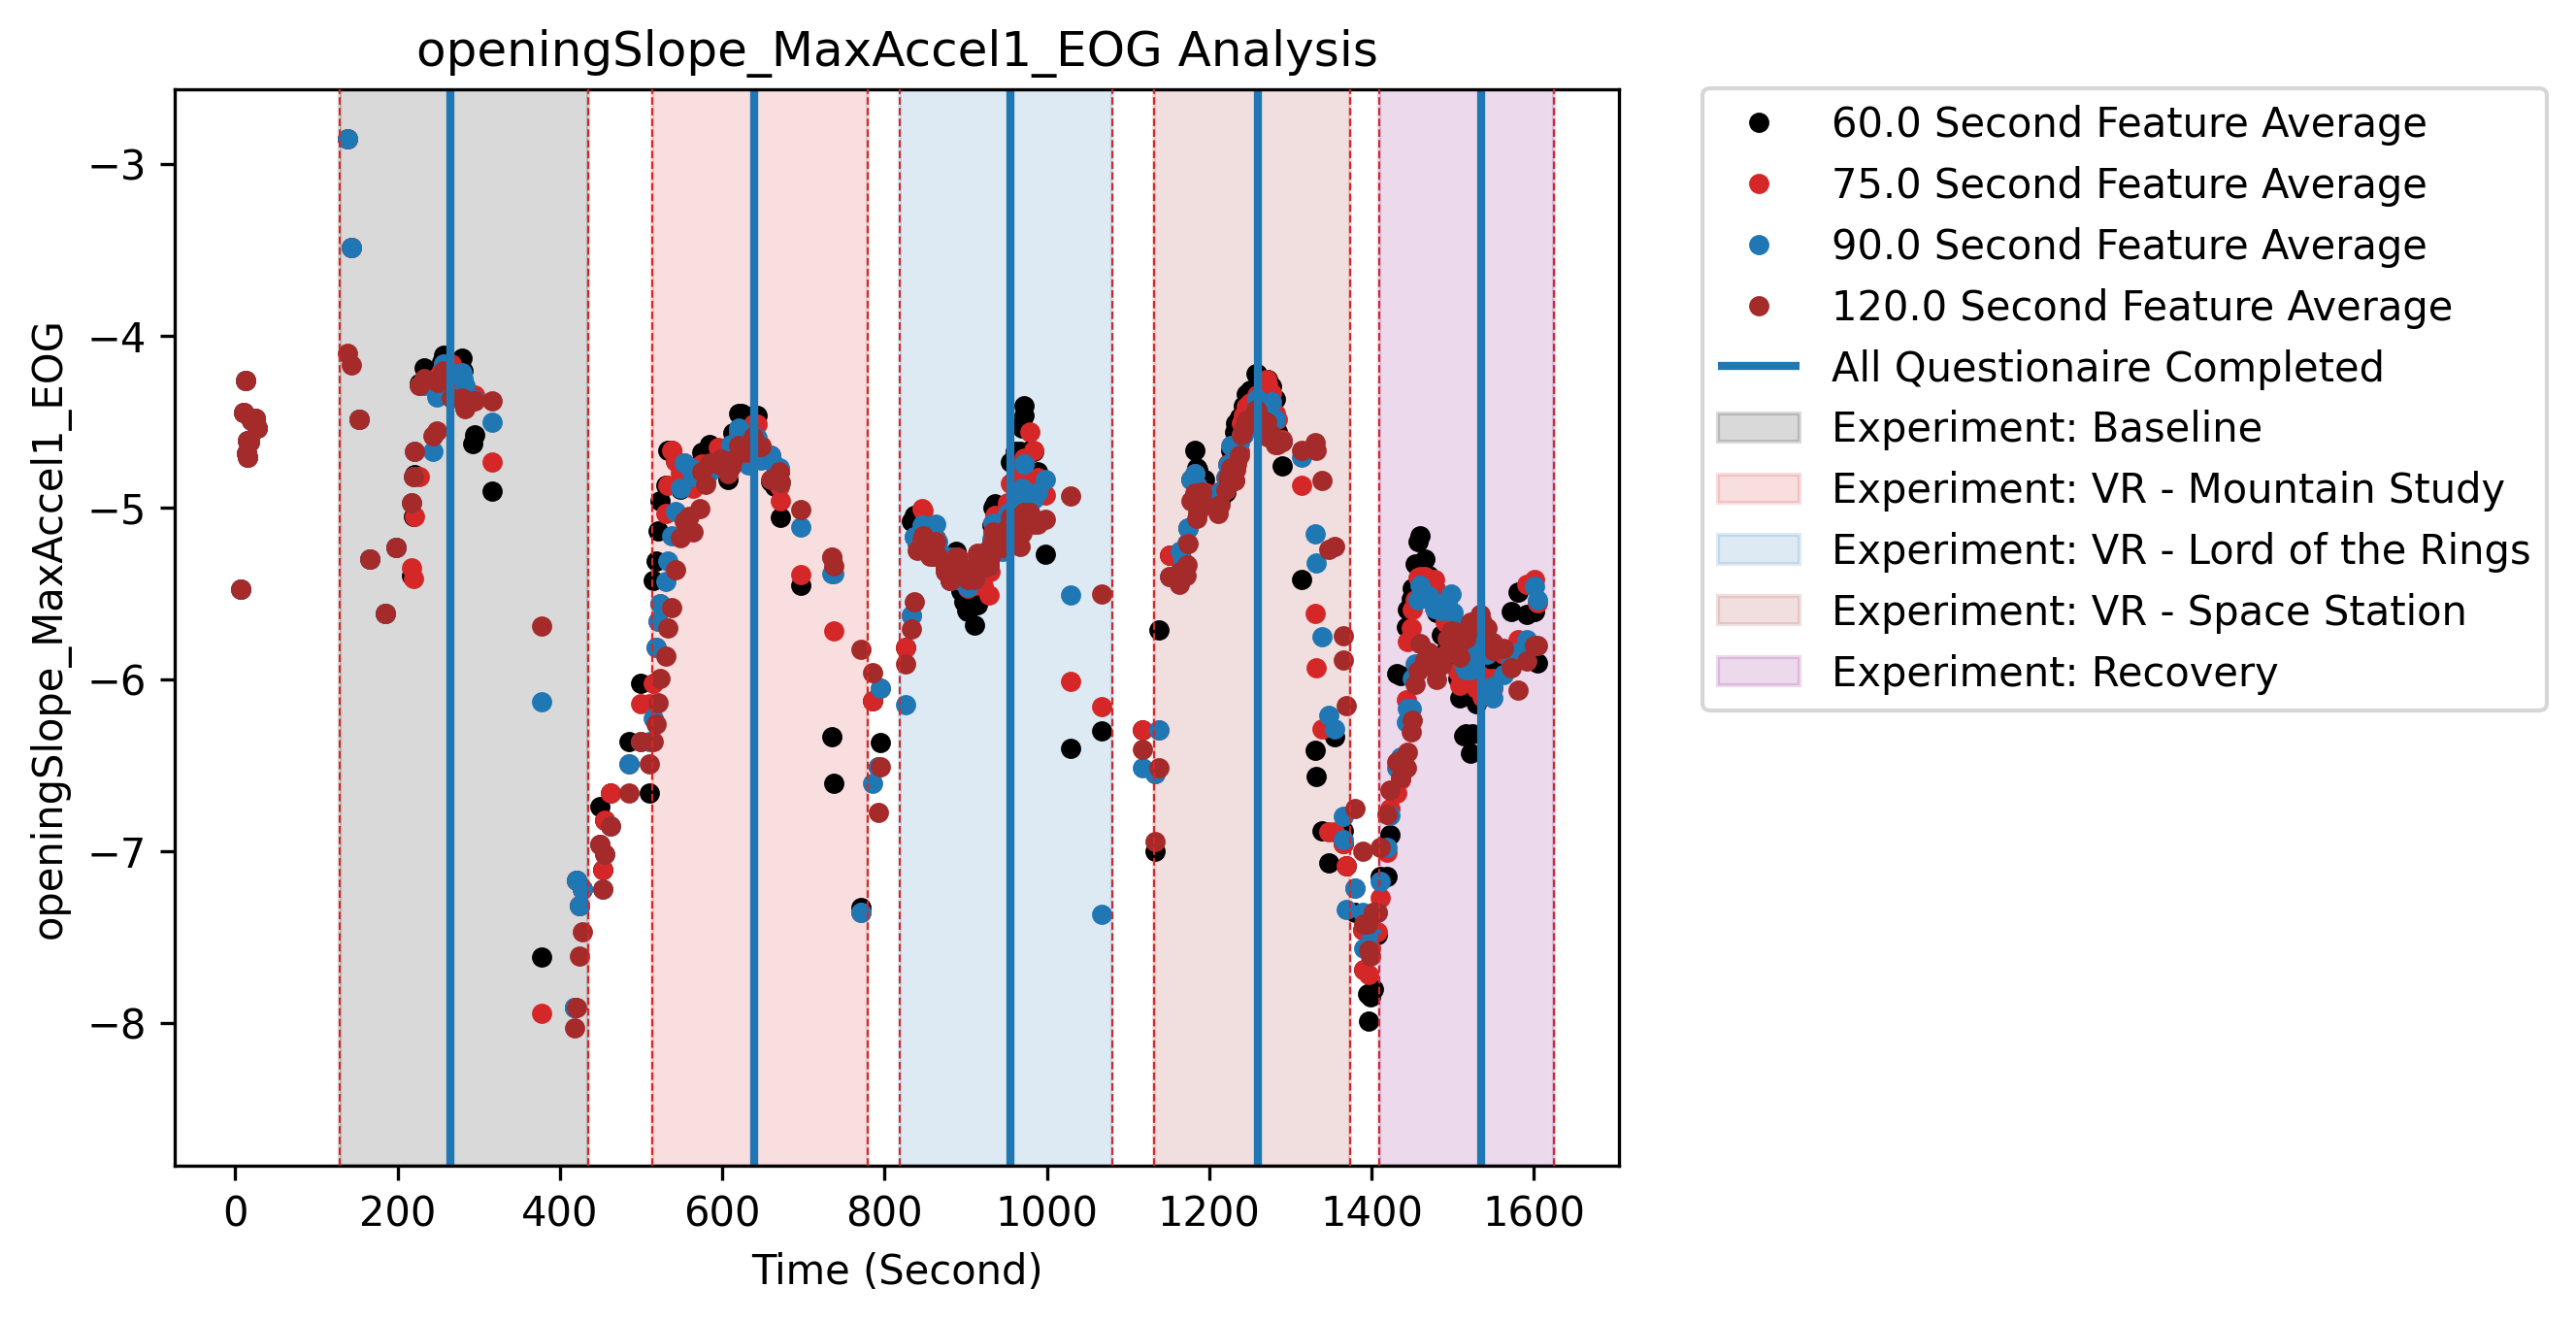 openingSlope_MaxAccel1_EOG Analysis
openingSlope_MaxAccel1_EOG
−3
−4
−5
−6
−7
−8
0 200 400 600 800 1000 1200 1400 1600
Time (Second)
60.0 Second Feature Average
75.0 Second Feature Average
90.0 Second Feature Average
120.0 Second Feature Average
All Questionaire Completed
Experiment: Baseline
Experiment: VR - Mountain Study
Experiment: VR - Lord of the Rings
Experiment: VR - Space Station
Experiment: Recovery